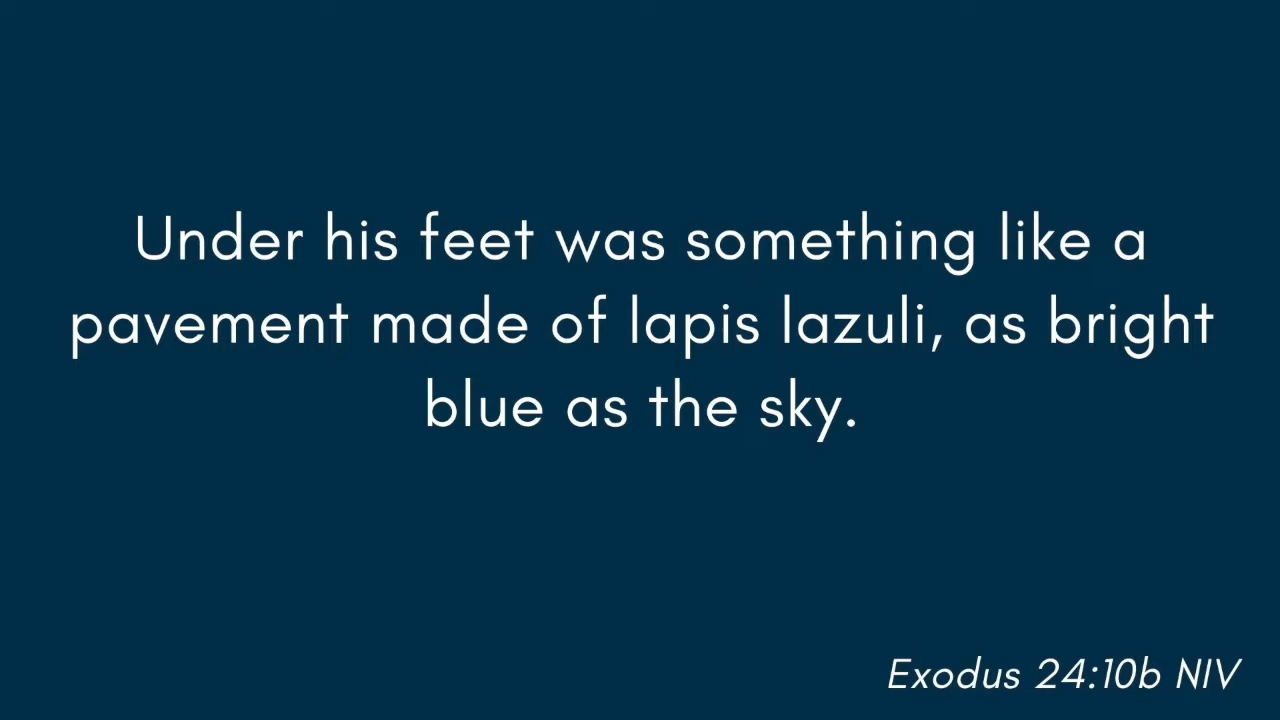 Under his feet was something like a
pavement made of lapis lazuli, as bright
blue as the sky.
Exodus 24:10b NIV